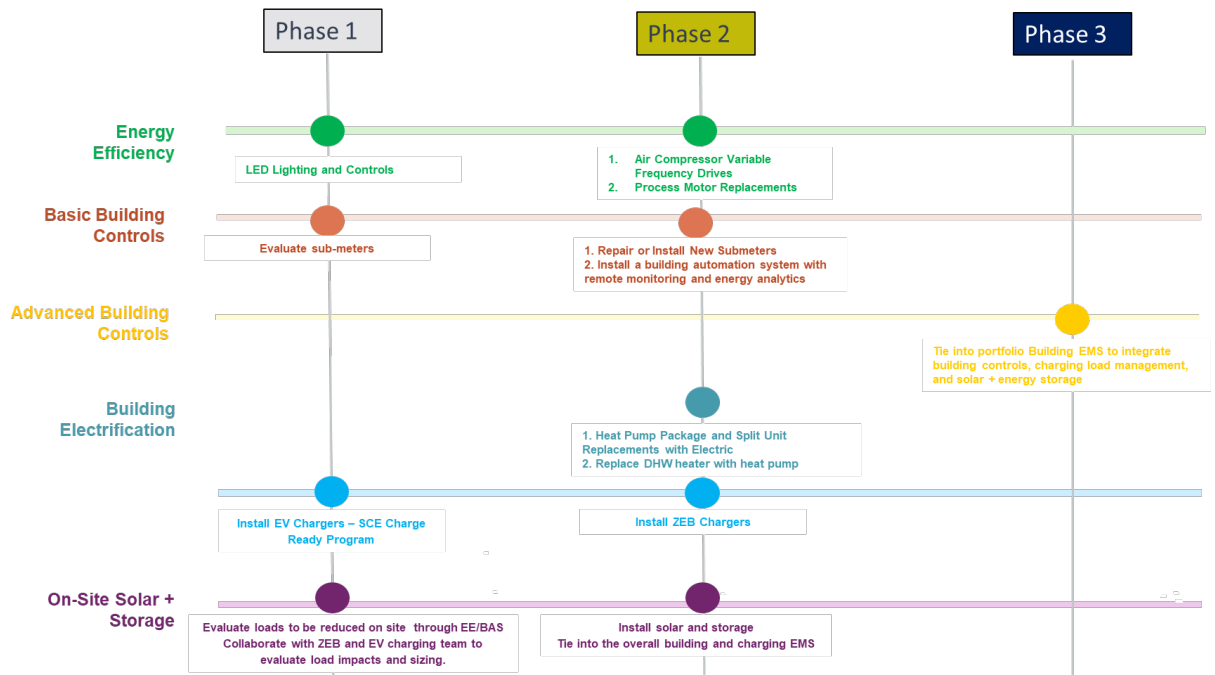 Phase 1
Phase 2
Phase 3
Energy
Efficiency
LED Lighting and Controls
1. Air Compressor Variable
Frequency Drives
2. Process Motor Replacements
Basic Building
Controls
Evaluate sub-meters
1. Repair or Install New Submeters
2. Install a building automation system with
remote monitoring and energy analytics
Advanced Building
Controls
Tie into portfolio Building EMS to integrate
building controls, charging load management,
and solar + energy storage
Building
Electrification
1. Heat Pump Package and Split Unit
Replacements with Electric
2. Replace DHW heater with heat pump
Install EV Chargers – SCE Charge
Ready Program
Install ZEB Chargers
On-Site Solar +
Storage
Evaluate loads to be reduced on site through EE/BAS
Collaborate with ZEB and EV charging team to
evaluate load impacts and sizing.
Install solar and storage
Tie into the overall building and charging EMS